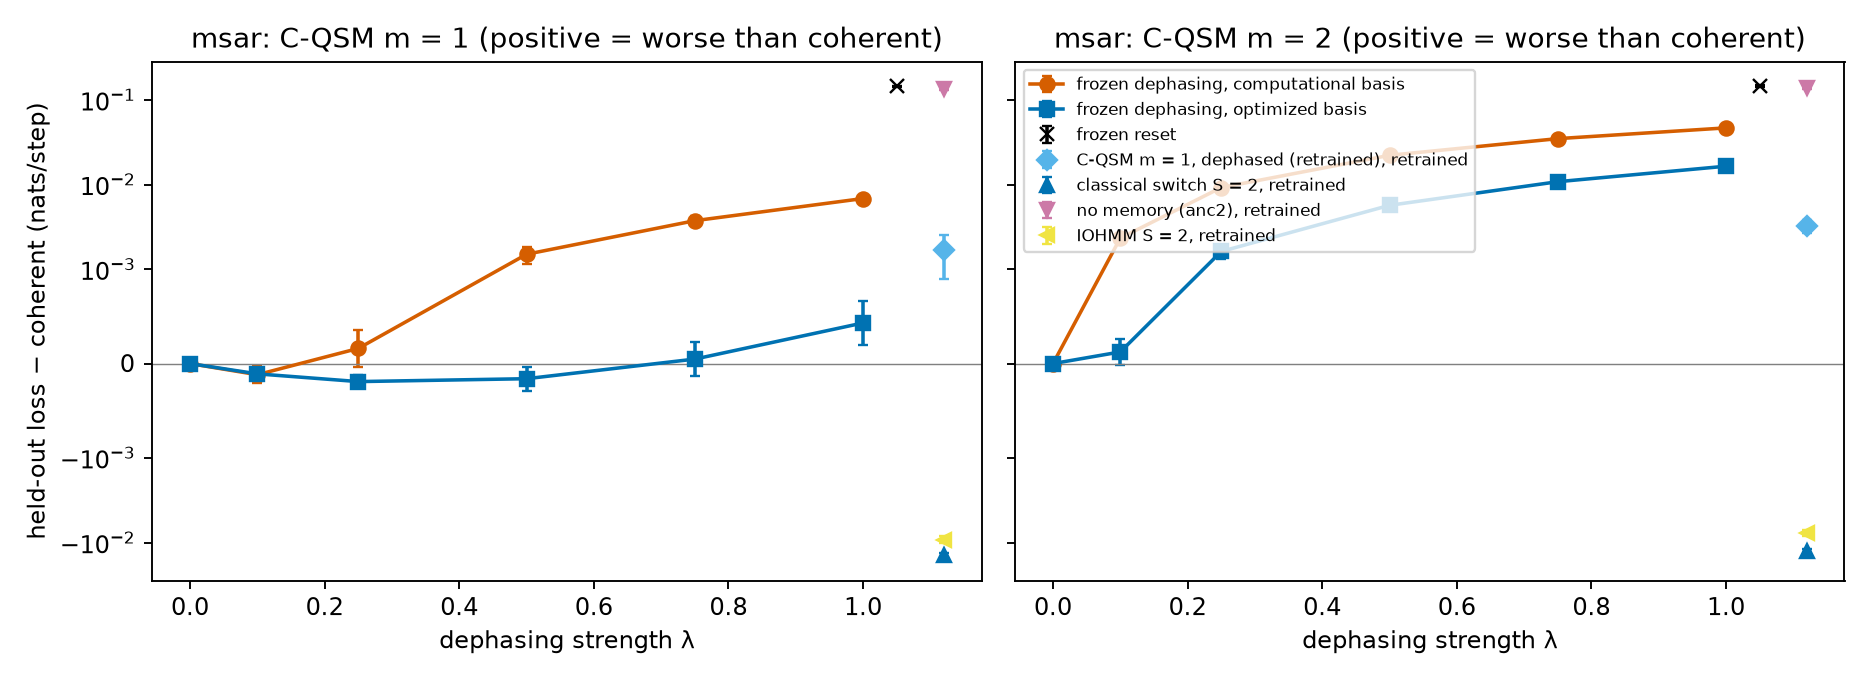 msar: C-QSM m = 1 (positive = worse than coherent)
held-out loss − coherent (nats/step)
10⁻¹
10⁻²
10⁻³
0
−10⁻³
−10⁻²
0.0 0.2 0.4 0.6 0.8 1.0
dephasing strength λ
msar: C-QSM m = 2 (positive = worse than coherent)
frozen dephasing, computational basis
frozen dephasing, optimized basis
frozen reset
C-QSM m = 1, dephased (retrained), retrained
classical switch S = 2, retrained
no memory (anc2), retrained
IOHMM S = 2, retrained
0.0 0.2 0.4 0.6 0.8 1.0
dephasing strength λ